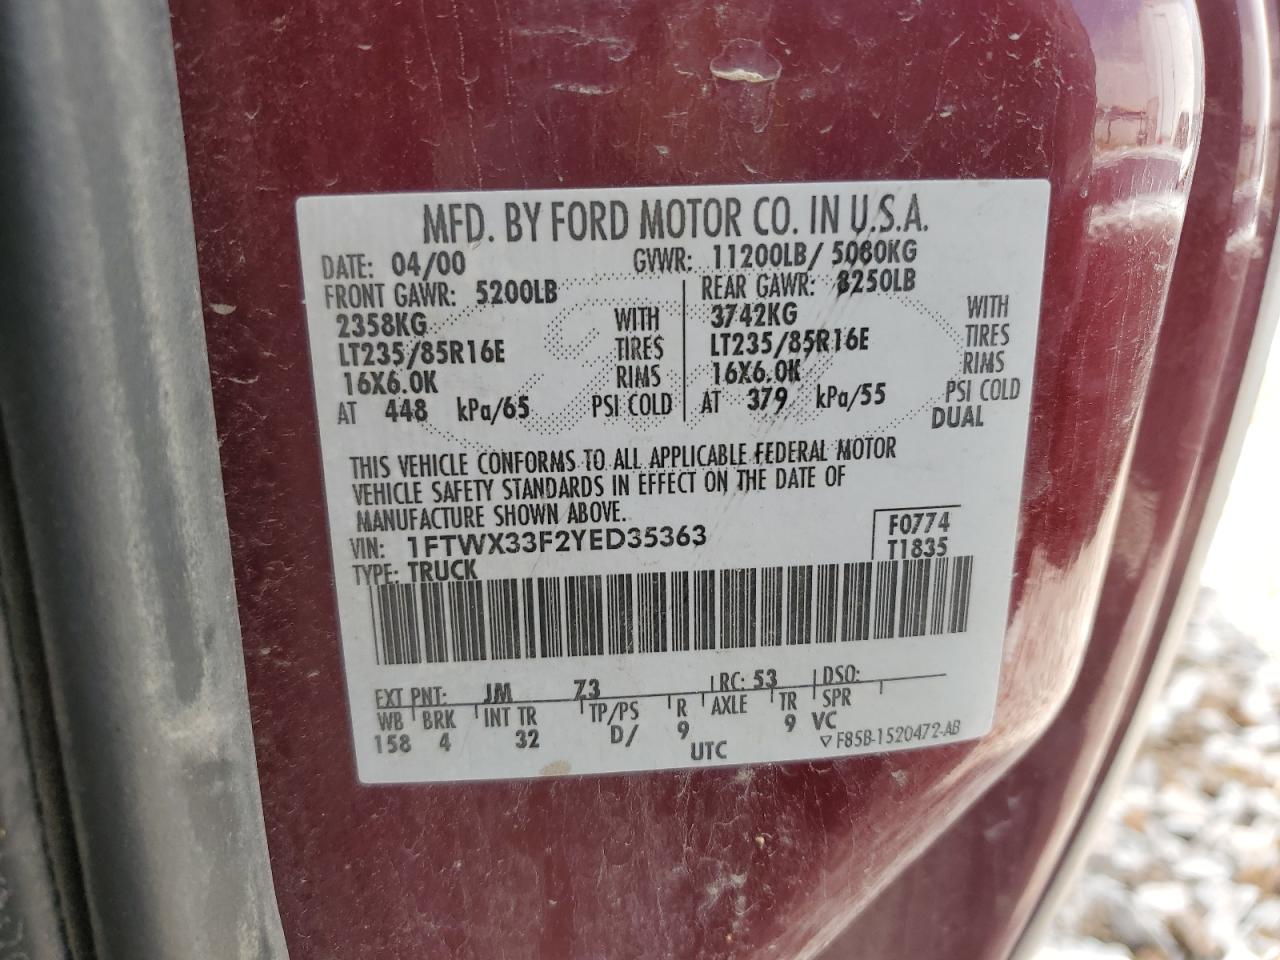 MFD. BY FORD MOTOR CO. IN U.S.A.
DATE: 04/00 GVWR: 11200LB/ 5080KG
FRONT GAWR: 5200LB REAR GAWR: 8250LB
2358KG WITH 3742KG WITH
LT235/85R16E TIRES LT235/85R16E TIRES
16X6.0K RIMS 16X6.0K RIMS
AT 448 kPa/65 PSI COLD AT 379 kPa/55 PSI COLD
DUAL
THIS VEHICLE CONFORMS TO ALL APPLICABLE FEDERAL MOTOR
VEHICLE SAFETY STANDARDS IN EFFECT ON THE DATE OF
MANUFACTURE SHOWN ABOVE.
VIN: 1FTWX33F2YED35363 F0774
TYPE: TRUCK T1835
EXT PNT: JM Z3 RC: 53 DSO:
WB BRK INT TR TP/PS R AXLE TR SPR
158 4 32 D/ 9 9 VC
UTC ▽F85B-1520472-AB